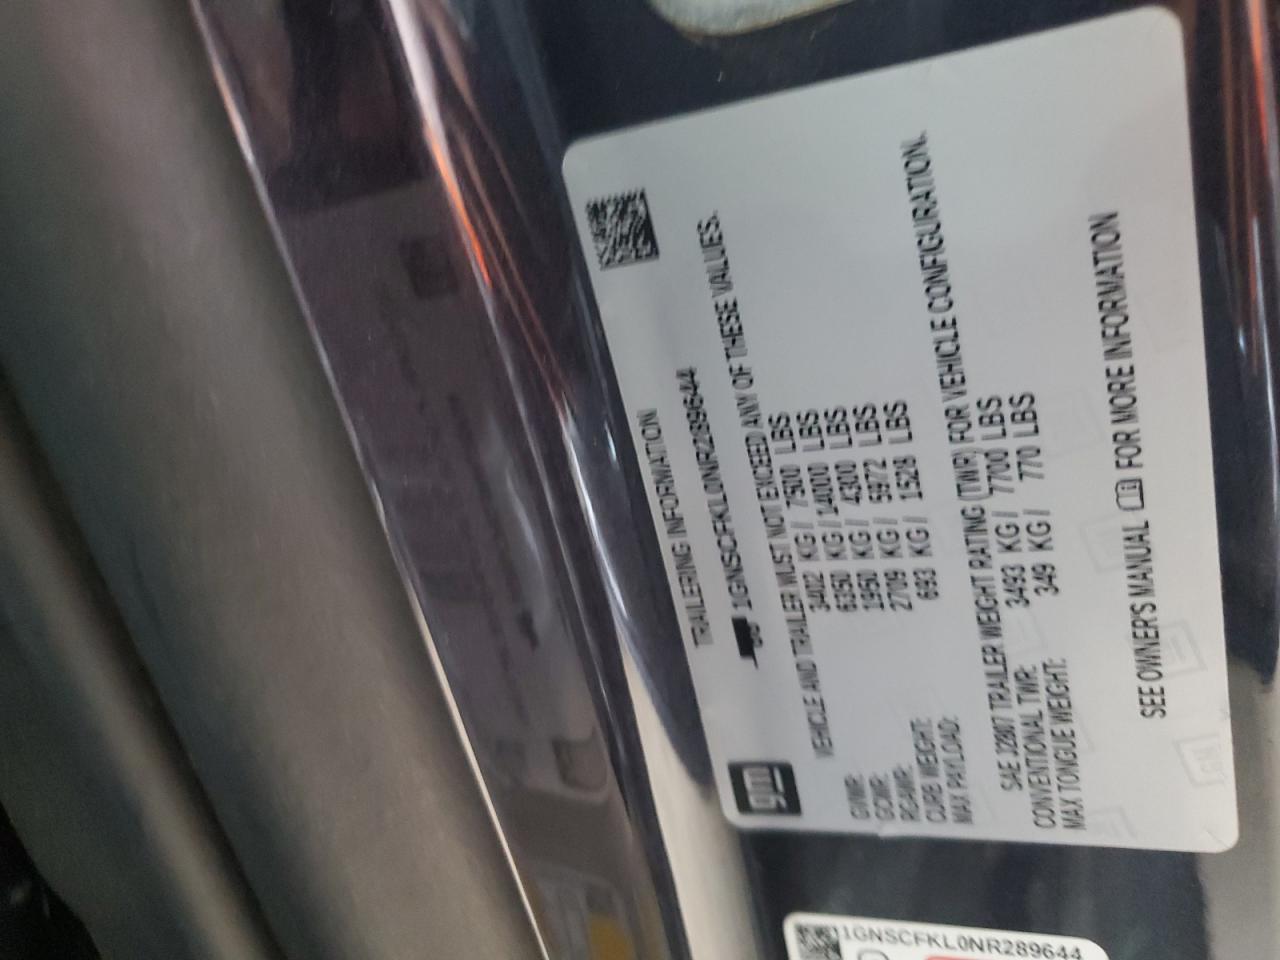 gm
TRAILERING INFORMATION
1GNSCFKL0NR289644
VEHICLE AND TRAILER MUST NOT EXCEED ANY OF THESE VALUES.
GVWR: 3402 KG / 7500 LBS
GCWR: 6350 KG / 14000 LBS
RGAWR: 1950 KG / 4300 LBS
CURB WEIGHT: 2709 KG / 5972 LBS
MAX PAYLOAD: 693 KG / 1528 LBS
SAE J2807 TRAILER WEIGHT RATING (TWR) FOR VEHICLE CONFIGURATION.
CONVENTIONAL TWR: 3493 KG / 7700 LBS
MAX TONGUE WEIGHT: 349 KG / 770 LBS
SEE OWNER'S MANUAL FOR MORE INFORMATION
1GNSCFKL0NR289644